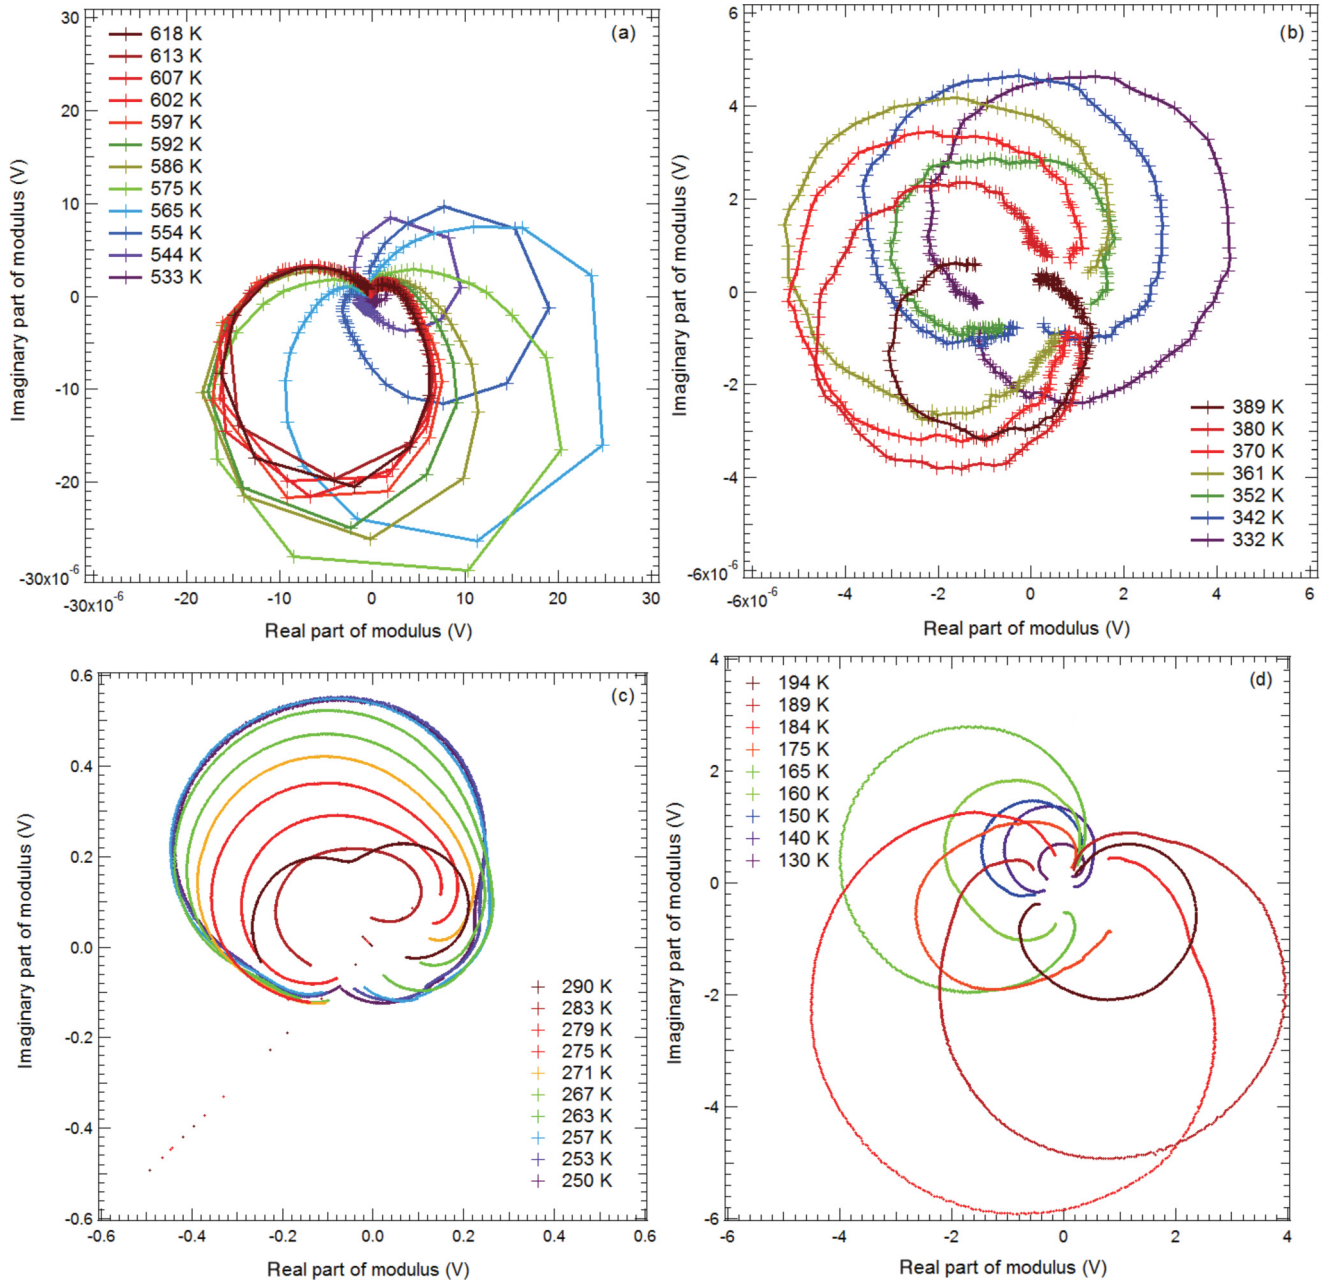 (a)
618 K
613 K
607 K
602 K
597 K
592 K
586 K
575 K
565 K
554 K
544 K
533 K
30
20
10
0
-10
-20
-30x10-6
-30x10-6
-20
-10
0
10
20
30
Imaginary part of modulus (V)
Real part of modulus (V)
(b)
6
4
2
0
-2
-4
-6x10-6
-6x10-6
-4
-2
0
2
4
6
389 K
380 K
370 K
361 K
352 K
342 K
332 K
Imaginary part of modulus (V)
Real part of modulus (V)
(c)
0.6
0.4
0.2
0.0
-0.2
-0.4
-0.6
-0.6
-0.4
-0.2
0.0
0.2
0.4
0.6
290 K
283 K
279 K
275 K
271 K
267 K
263 K
257 K
253 K
250 K
Imaginary part of modulus (V)
Real part of modulus (V)
(d)
194 K
189 K
184 K
175 K
165 K
160 K
150 K
140 K
130 K
4
2
0
-2
-4
-6
-6
-4
-2
0
2
4
Imaginary part of modulus (V)
Real part of modulus (V)